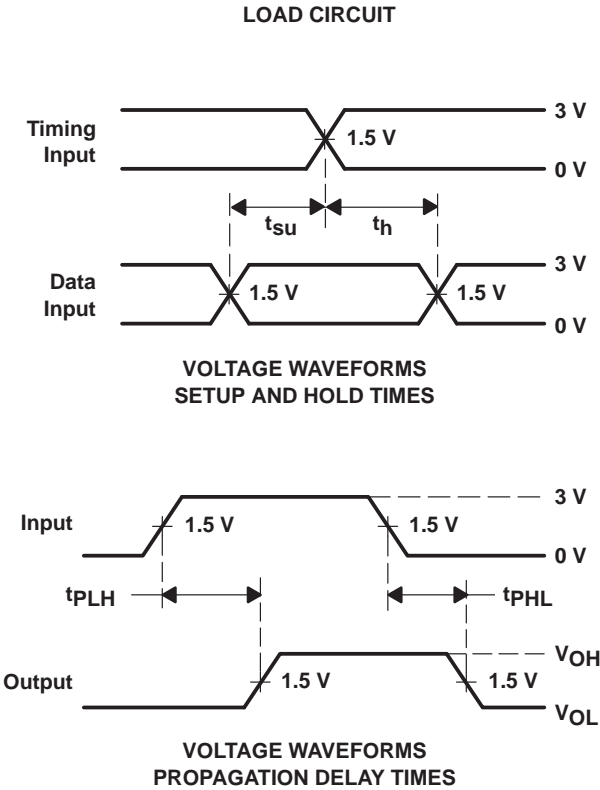 LOAD CIRCUIT
Timing
Input
3 V
1.5 V
0 V
tsu
th
Data
Input
3 V
1.5 V
1.5 V
0 V
VOLTAGE WAVEFORMS
SETUP AND HOLD TIMES
Input
3 V
1.5 V
1.5 V
0 V
tPLH
tPHL
Output
VOH
1.5 V
1.5 V
VOL
VOLTAGE WAVEFORMS
PROPAGATION DELAY TIMES